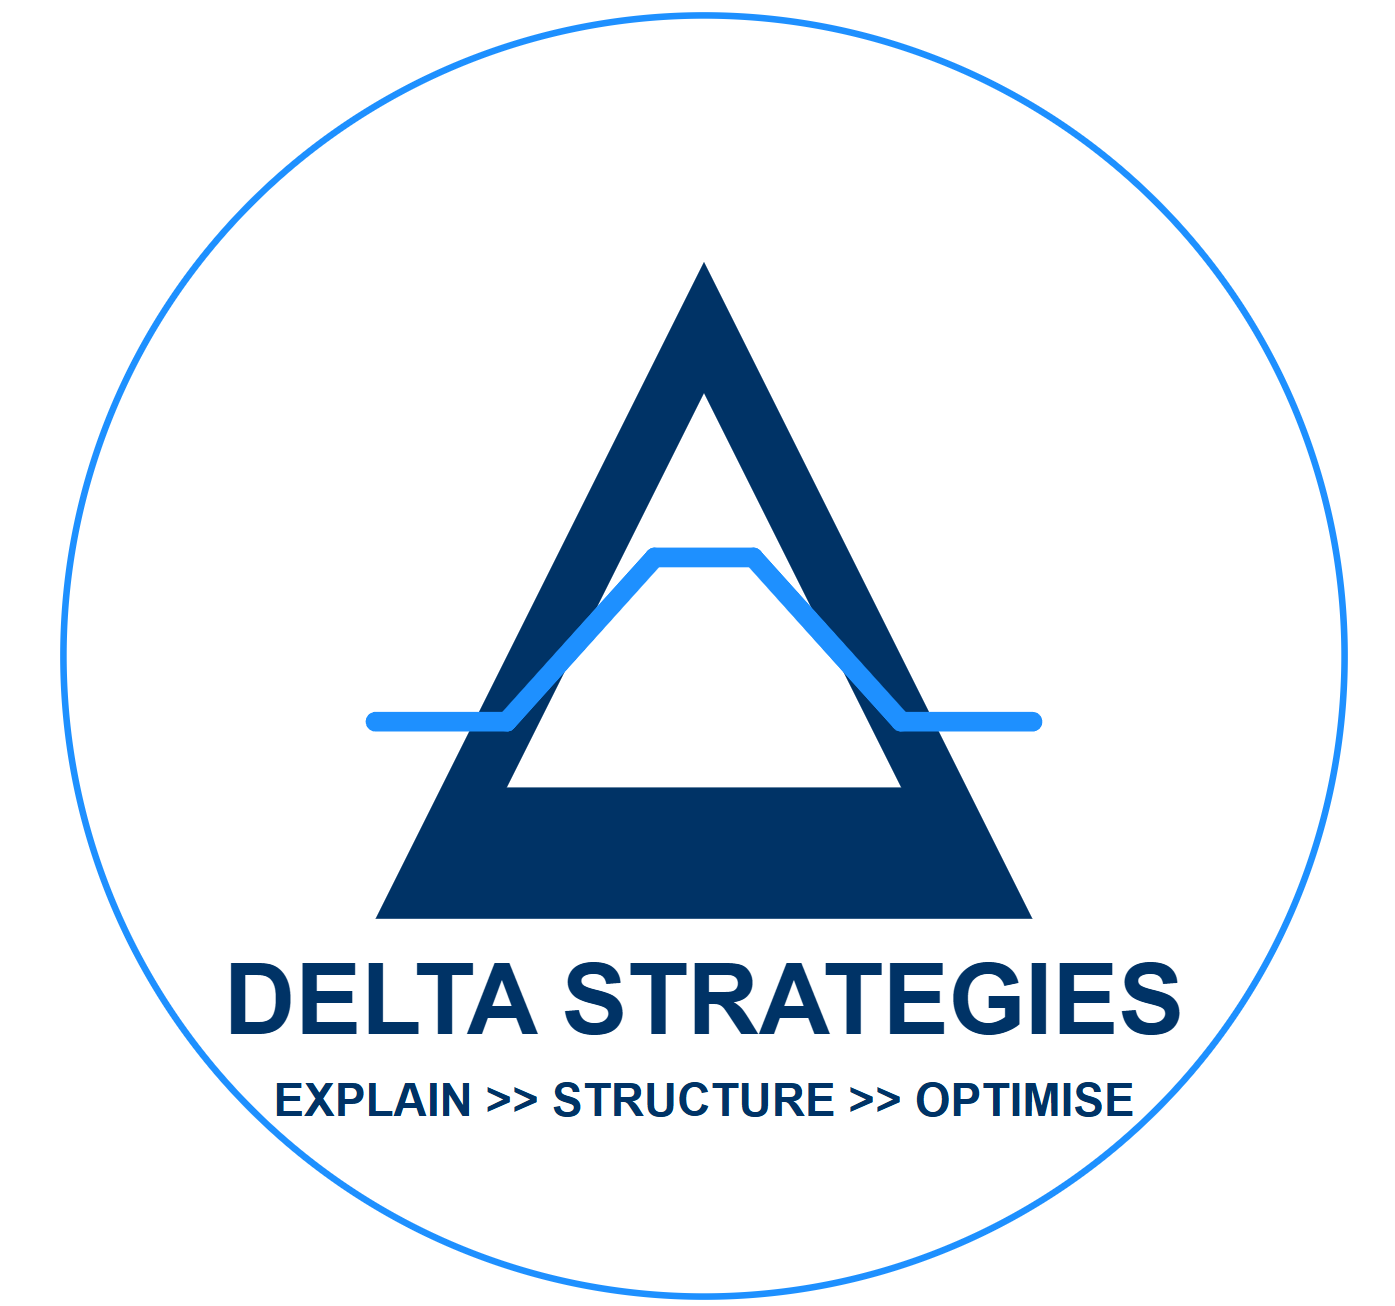 DELTA STRATEGIES
EXPLAIN >> STRUCTURE >> OPTIMISE